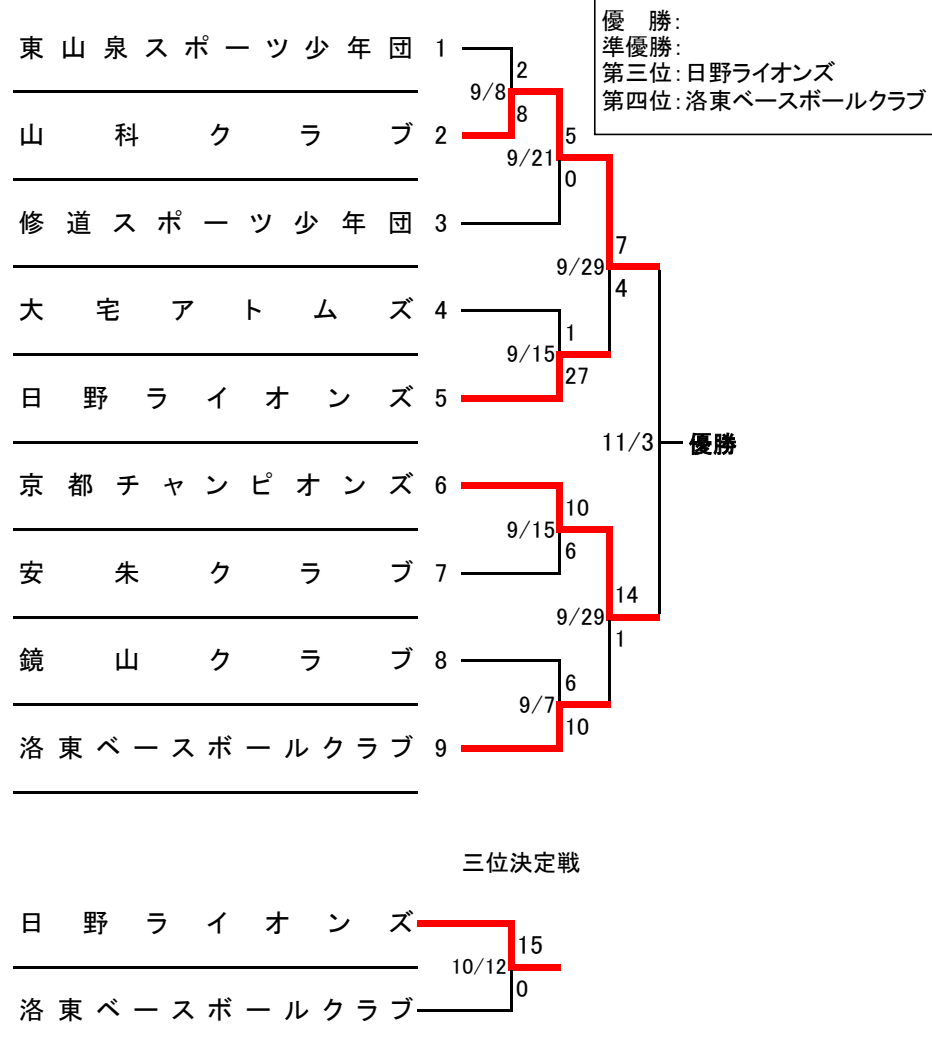 優　勝：
準優勝：
第三位：日野ライオンズ
第四位：洛東ベースボールクラブ
東山泉スポーツ少年団 1
2
9/8
8
山科クラブ 2
5
9/21
0
修道スポーツ少年団 3
7
9/29
4
大宅アトムズ 4
1
9/15
27
日野ライオンズ 5
11/3 優勝
京都チャンピオンズ 6
10
9/15
6
安朱クラブ 7
14
9/29
1
鏡山クラブ 8
6
9/7
10
洛東ベースボールクラブ 9
三位決定戦
日野ライオンズ
15
10/12
0
洛東ベースボールクラブ